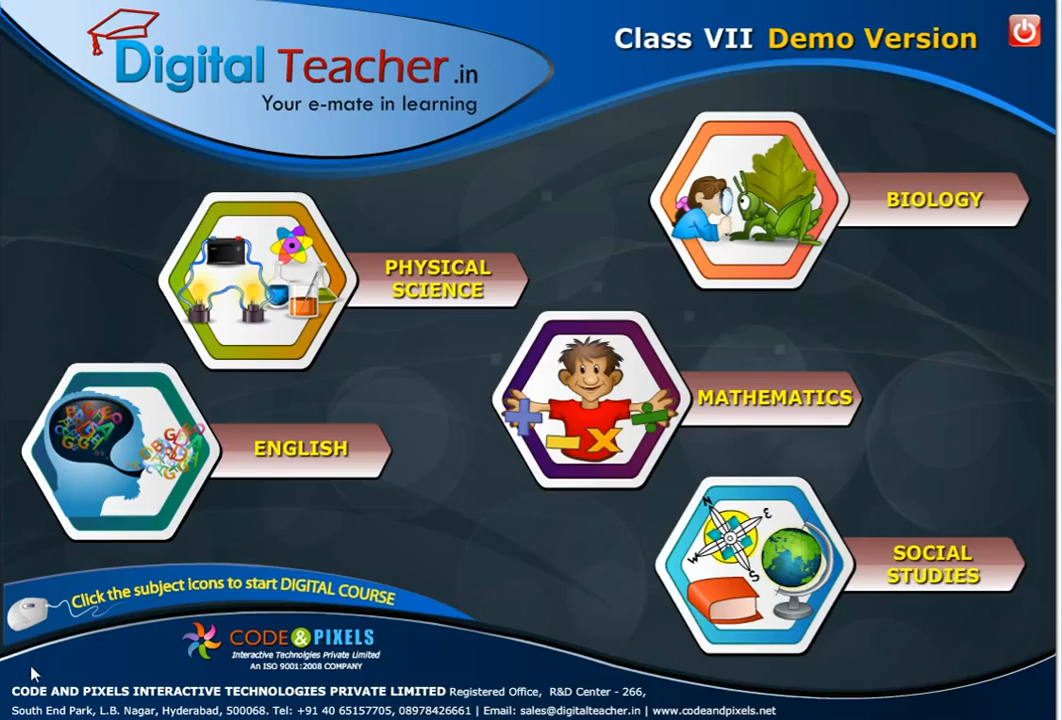 Digital Teacher.in
Your e-mate in learning
Class VII Demo Version
BIOLOGY
PHYSICAL
SCIENCE
MATHEMATICS
ENGLISH
N
E
W
S
SOCIAL
STUDIES
Click the subject icons to start DIGITAL COURSE
CODE & PIXELS
Interactive Technolgies Private Limited
An ISO 9001:2008 COMPANY
CODE AND PIXELS INTERACTIVE TECHNOLOGIES PRIVATE LIMITED Registered Office, R&D Center - 266,
South End Park, L.B. Nagar, Hyderabad, 500068. Tel: +91 40 65157705, 08978426661 | Email: sales@digitalteacher.in | www.codeandpixels.net